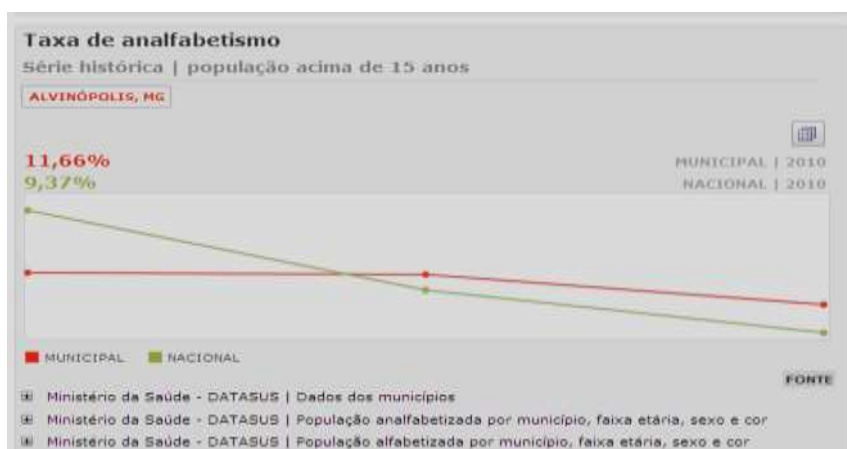 Taxa de analfabetismo
Série histórica | população acima de 15 anos
ALVINÓPOLIS, MG
11,66%
MUNICIPAL | 2010
9,37%
NACIONAL | 2010
MUNICIPAL NACIONAL
FONTE
Ministério da Saúde - DATASUS | Dados dos municípios
Ministério da Saúde - DATASUS | População analfabetizada por município, faixa etária, sexo e cor
Ministério da Saúde - DATASUS | População alfabetizada por município, faixa etária, sexo e cor